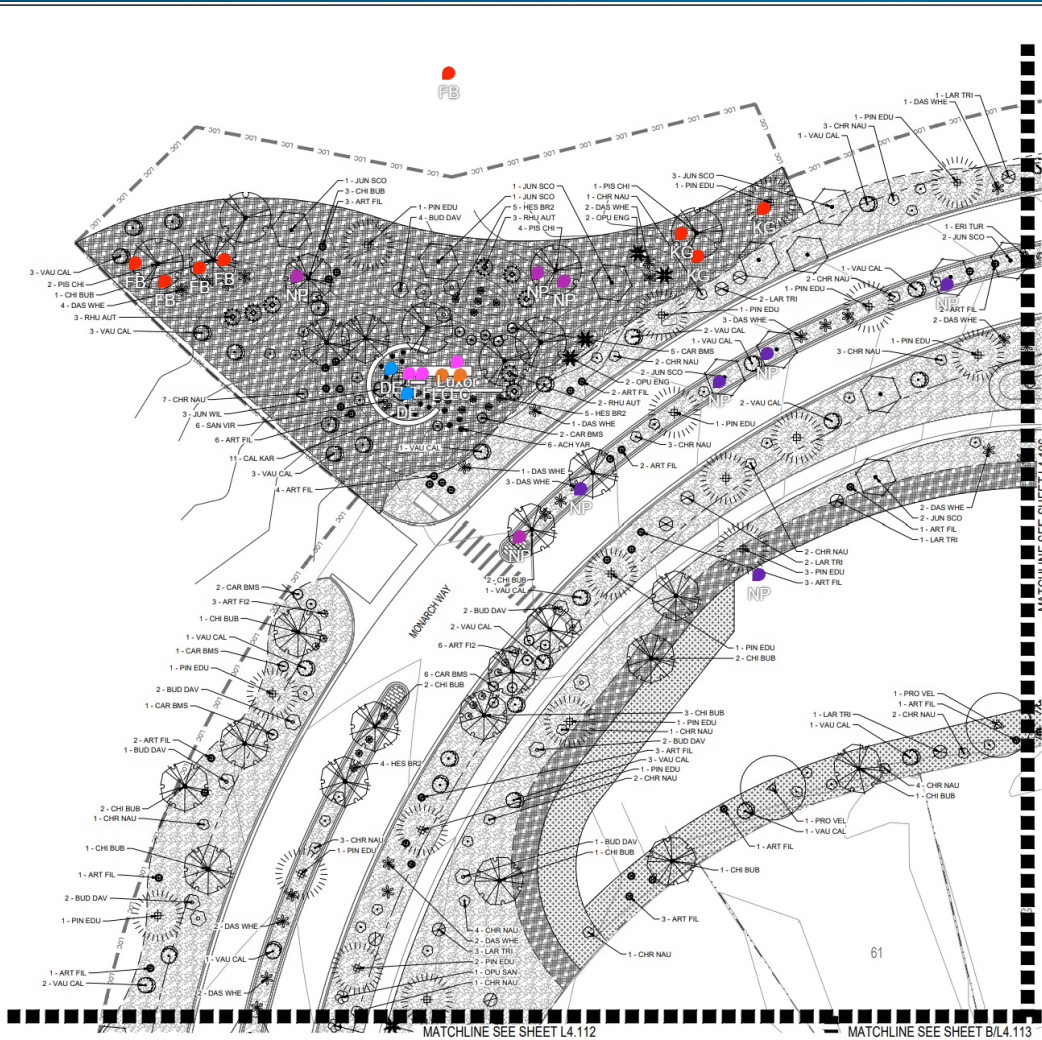 1 - LAR TRI
1 - DAS WHE
1 - PIN EDU
3 - CHR NAU
1 - VAU CAL
FB
1 - JUN SCO
3 - CHI BUB
3 - ART FIL
1 - PIN EDU
4 - BUD DAV
1 - JUN SCO
1 - JUN SCO
5 - HES BR2
3 - RHU AUT
4 - PIS CHI
1 - PIS CHI
1 - CHR NAU
2 - DAS WHE
2 - OPU ENG
3 - JUN SCO
1 - PIN EDU
KG
KG
KG
1 - ERI TUR
2 - JUN SCO
3 - VAU CAL
2 - PIS CHI
1 - CHI BUB
4 - DAS WHE
3 - RHU AUT
3 - VAU CAL
FB
FB
FB
FB
NP
NP
NP
1 - VAU CAL
2 - CHR NAU
1 - PIN EDU
2 - LAR TRI
1 - PIN EDU
3 - DAS WHE
2 - VAU CAL
1 - VAU CAL
NP
2 - ART FIL
2 - DAS WHE
3 - CHR NAU
5 - CAR BMS
2 - CHR NAU
2 - JUN SCO
2 - OPU ENG
2 - ART FIL
2 - RHU AUT
5 - HES BR2
1 - DAS WHE
2 - CAR BMS
6 - ACH YAR
NP
NP
2 - VAU CAL
1 - PIN EDU
3 - CHR NAU
2 - ART FIL
7 - CHR NAU
3 - JUN WIL
6 - SAN VIR
6 - ART FIL
11 - CAL KAR
3 - VAU CAL
4 - ART FIL
1 - VAU CAL
1 - DAS WHE
3 - DAS WHE
NP
NP
2 - DAS WHE
2 - JUN SCO
1 - ART FIL
1 - LAR TRI
2 - CHR NAU
2 - LAR TRI
3 - PIN EDU
3 - ART FIL
NP
2 - CHI BUB
1 - VAU CAL
MONARCH WAY
2 - CAR BMS
3 - ART FI2
1 - CHI BUB
1 - VAU CAL
1 - CAR BMS
1 - PIN EDU
2 - BUD DAV
1 - CAR BMS
2 - ART FIL
1 - BUD DAV
2 - CHI BUB
1 - CHR NAU
2 - BUD DAV
2 - VAU CAL
6 - ART FI2
6 - CAR BMS
2 - CHI BUB
4 - HES BR2
1 - PIN EDU
2 - CHI BUB
3 - CHI BUB
1 - PIN EDU
1 - CHR NAU
2 - BUD DAV
3 - ART FIL
3 - VAU CAL
1 - PIN EDU
2 - CHR NAU
1 - PRO VEL
1 - ART FIL
2 - CHR NAU
1 - LAR TRI
1 - VAU CAL
4 - CHR NAU
1 - CHI BUB
1 - PRO VEL
1 - VAU CAL
1 - ART FIL
1 - CHI BUB
3 - ART FIL
1 - CHR NAU
3 - CHR NAU
1 - PIN EDU
1 - BUD DAV
1 - CHI BUB
1 - CHI BUB
1 - ART FIL
2 - BUD DAV
1 - PIN EDU
2 - DAS WHE
1 - VAU CAL
2 - DAS WHE
1 - ART FIL
2 - VAU CAL
4 - CHR NAU
2 - DAS WHE
3 - LAR TRI
2 - PIN EDU
1 - OPU SAN
1 - CHR NAU
61
MATCHLINE SEE SHEET L4.112
MATCHLINE SEE SHEET B/L4.113